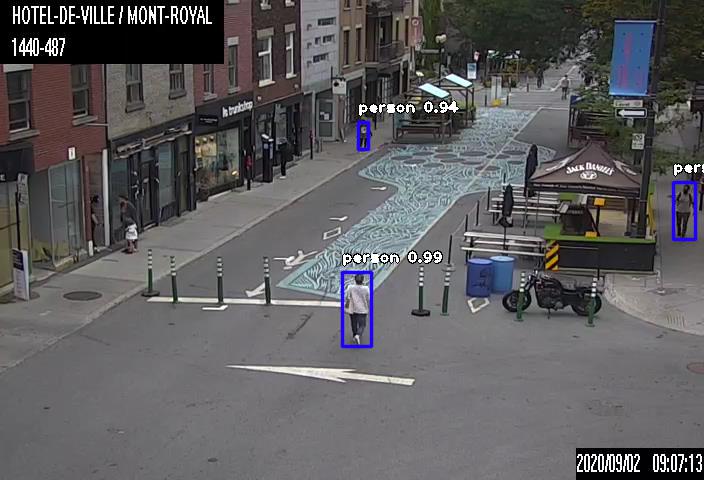 HOTEL-DE-VILLE / MONT-ROYAL
1440-487
person 0.94
pers
person 0.99
JACK DANIEL'S
2020/09/02 09:07:13